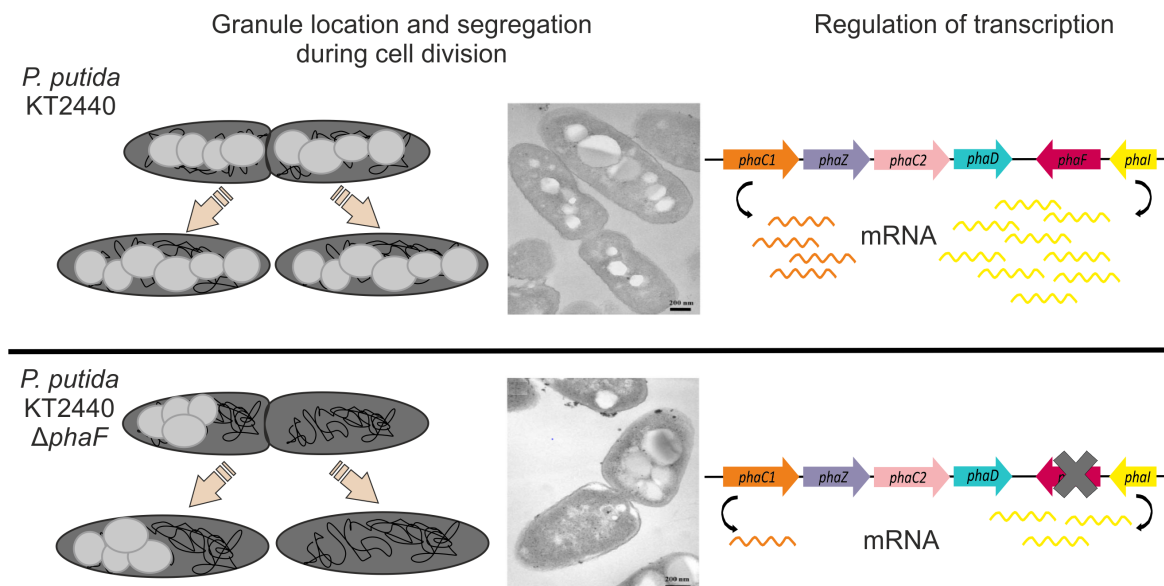 Granule location and segregation
during cell division
Regulation of transcription
P. putida
KT2440
200 nm
phaC1
phaZ
phaC2
phaD
phaF
phaI
mRNA
P. putida
KT2440
ΔphaF
200 nm
phaC1
phaZ
phaC2
phaD
phaI
mRNA